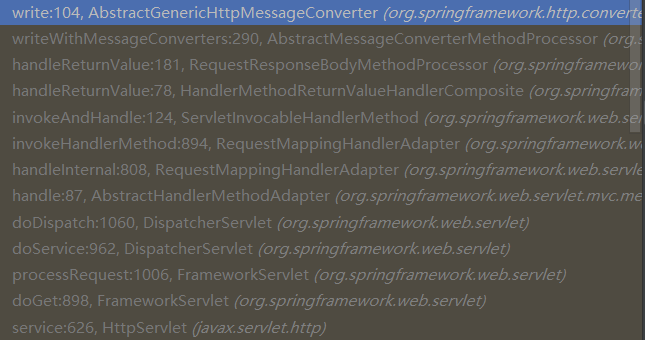 write:104, AbstractGenericHttpMessageConverter (org.springframework.http.converte
writeWithMessageConverters:290, AbstractMessageConverterMethodProcessor (org.s
handleReturnValue:181, RequestResponseBodyMethodProcessor (org.springframewor
handleReturnValue:78, HandlerMethodReturnValueHandlerComposite (org.springfram
invokeAndHandle:124, ServletInvocableHandlerMethod (org.springframework.web.ser
invokeHandlerMethod:894, RequestMappingHandlerAdapter (org.springframework.w
handleInternal:808, RequestMappingHandlerAdapter (org.springframework.web.servlet
handle:87, AbstractHandlerMethodAdapter (org.springframework.web.servlet.mvc.me
doDispatch:1060, DispatcherServlet (org.springframework.web.servlet)
doService:962, DispatcherServlet (org.springframework.web.servlet)
processRequest:1006, FrameworkServlet (org.springframework.web.servlet)
doGet:898, FrameworkServlet (org.springframework.web.servlet)
service:626, HttpServlet (javax.servlet.http)